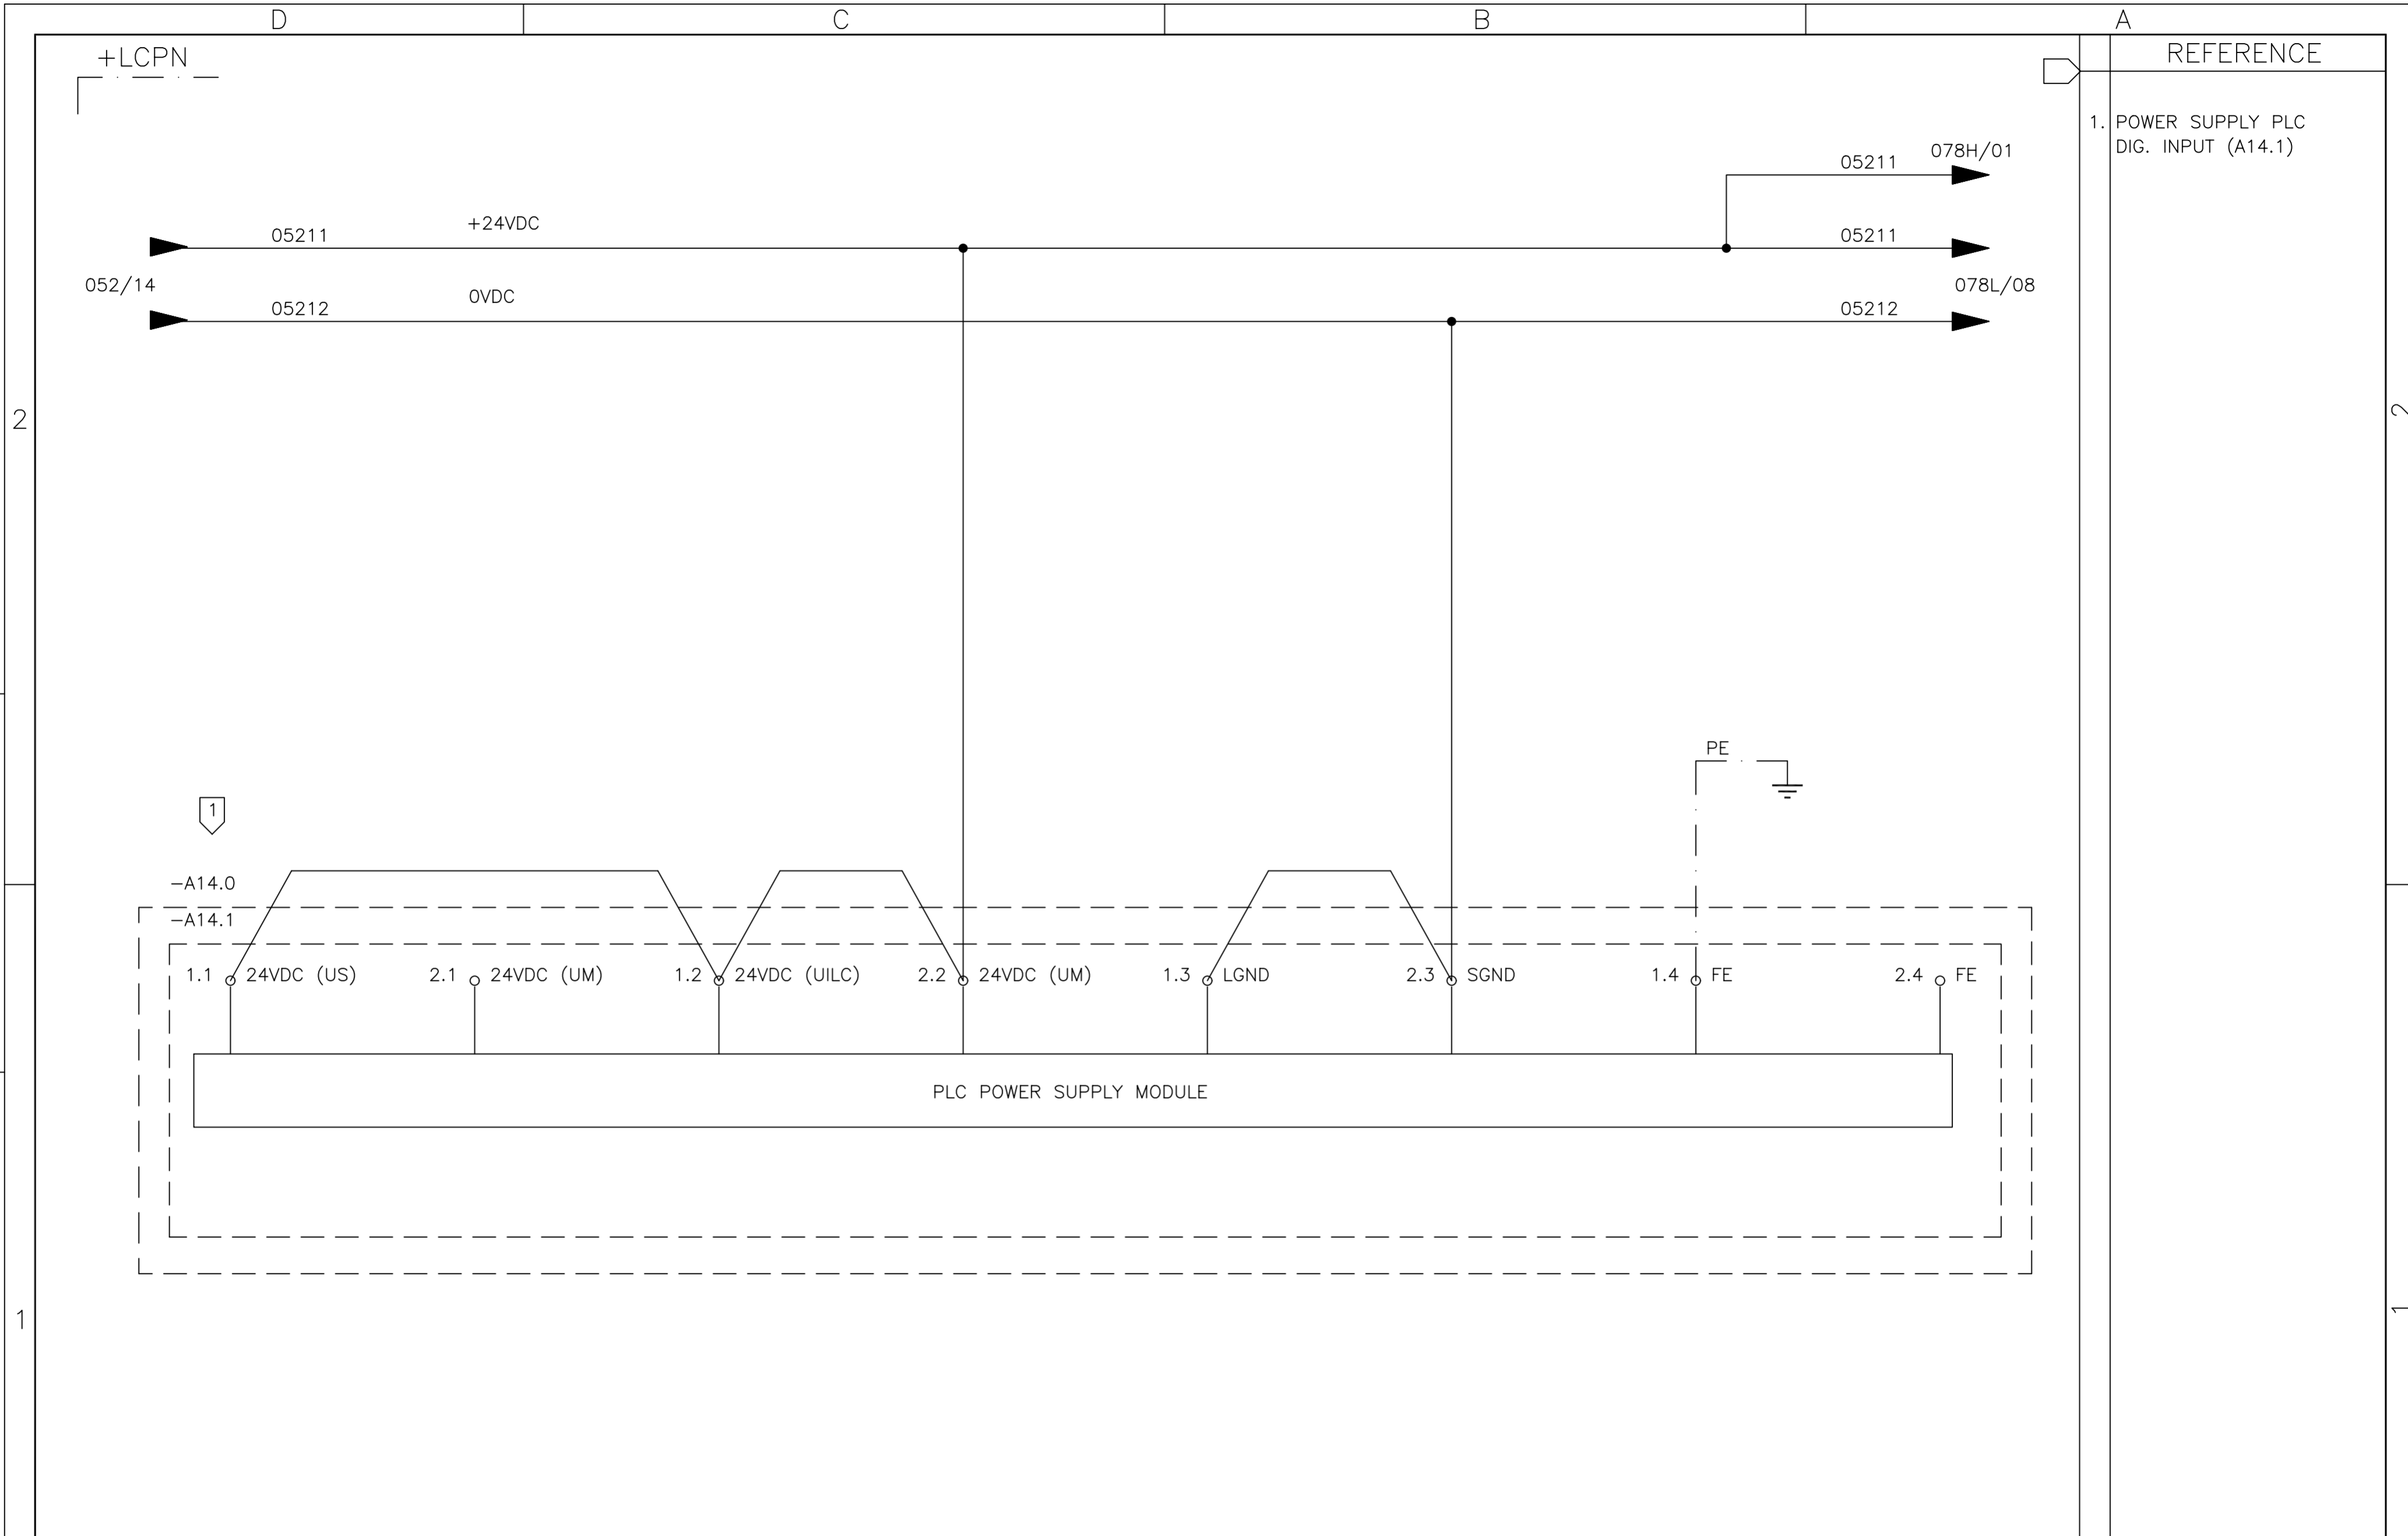 D C B A
+LCPN
REFERENCE
1. POWER SUPPLY PLC
DIG. INPUT (A14.1)
05211 078H/01
05211 +24VDC 05211
052/14 078L/08
05212 0VDC 05212
2 2
PE
1
-A14.0
-A14.1
1.1 24VDC (US) 2.1 24VDC (UM) 1.2 24VDC (UILC) 2.2 24VDC (UM) 1.3 LGND 2.3 SGND 1.4 FE 2.4 FE
PLC POWER SUPPLY MODULE
1 1